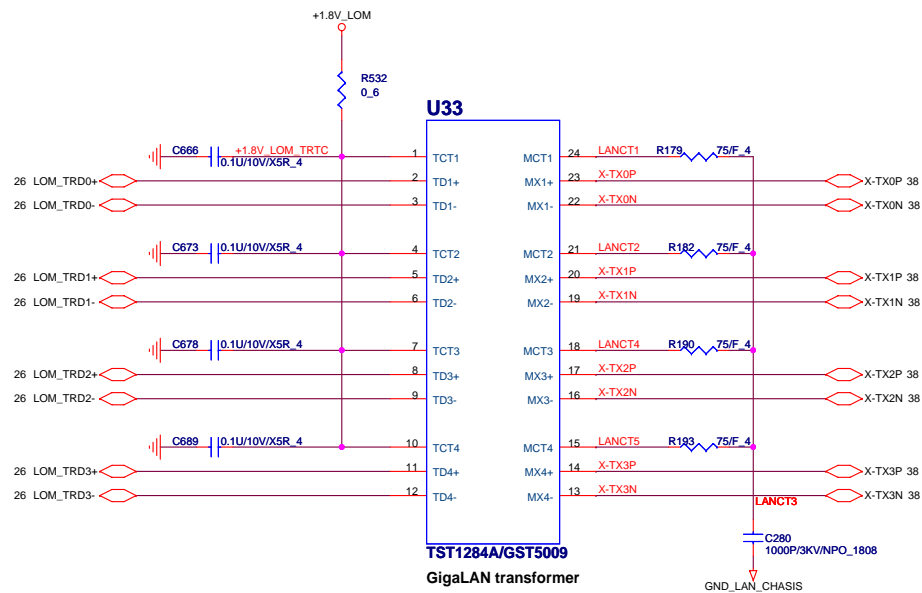 +1.8V_LOM
R532
0_6
U33
C666
+1.8V_LOM_TRTC
0.1U/10V/X5R_4
1
TCT1
MCT1
24
LANCT1
R179
75/F_4
26 LOM_TRD0+
2
TD1+
MX1+
23
X-TX0P
X-TX0P 38
26 LOM_TRD0-
3
TD1-
MX1-
22
X-TX0N
X-TX0N 38
C673
0.1U/10V/X5R_4
4
TCT2
MCT2
21
LANCT2
R182
75/F_4
26 LOM_TRD1+
5
TD2+
MX2+
20
X-TX1P
X-TX1P 38
26 LOM_TRD1-
6
TD2-
MX2-
19
X-TX1N
X-TX1N 38
C678
0.1U/10V/X5R_4
7
TCT3
MCT3
18
LANCT4
R190
75/F_4
26 LOM_TRD2+
8
TD3+
MX3+
17
X-TX2P
X-TX2P 38
26 LOM_TRD2-
9
TD3-
MX3-
16
X-TX2N
X-TX2N 38
C689
0.1U/10V/X5R_4
10
TCT4
MCT4
15
LANCT5
R193
75/F_4
26 LOM_TRD3+
11
TD4+
MX4+
14
X-TX3P
X-TX3P 38
26 LOM_TRD3-
12
TD4-
MX4-
13
X-TX3N
X-TX3N 38
LANCT3
C280
1000P/3KV/NPO_1808
TST1284A/GST5009
GigaLAN transformer
GND_LAN_CHASIS